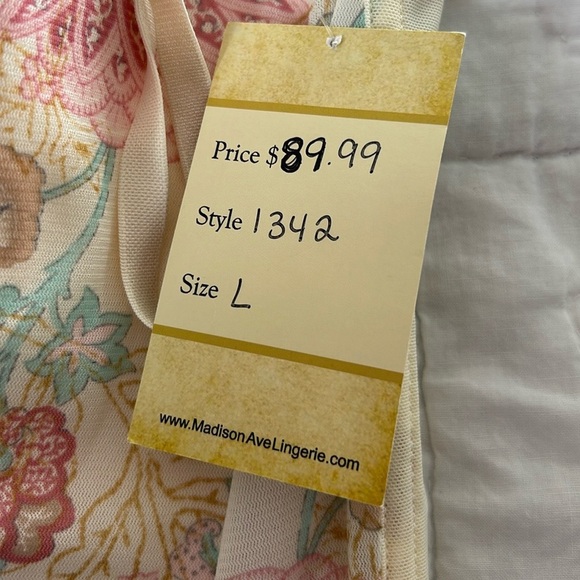 Price $89.99
Style 1342
Size L
www.MadisonAveLingerie.com